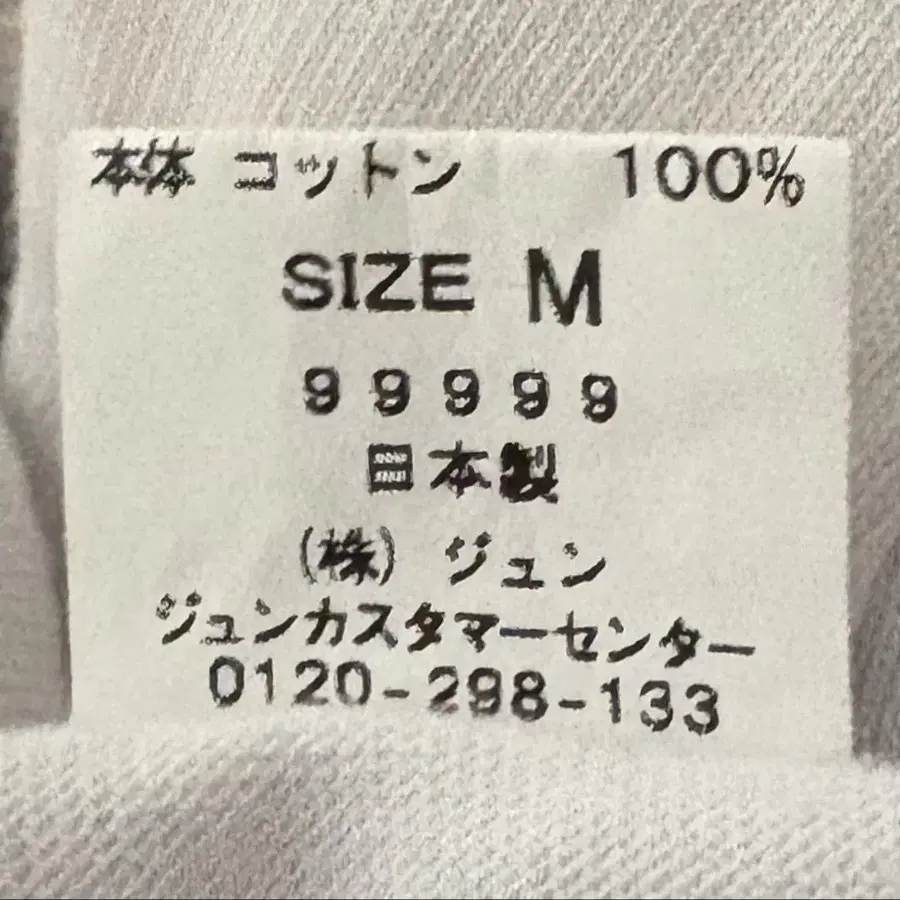 本体 コットン 100%
SIZE M
99999
日本製
(株) ジュン
ジュンカスタマーセンター
0120-298-133